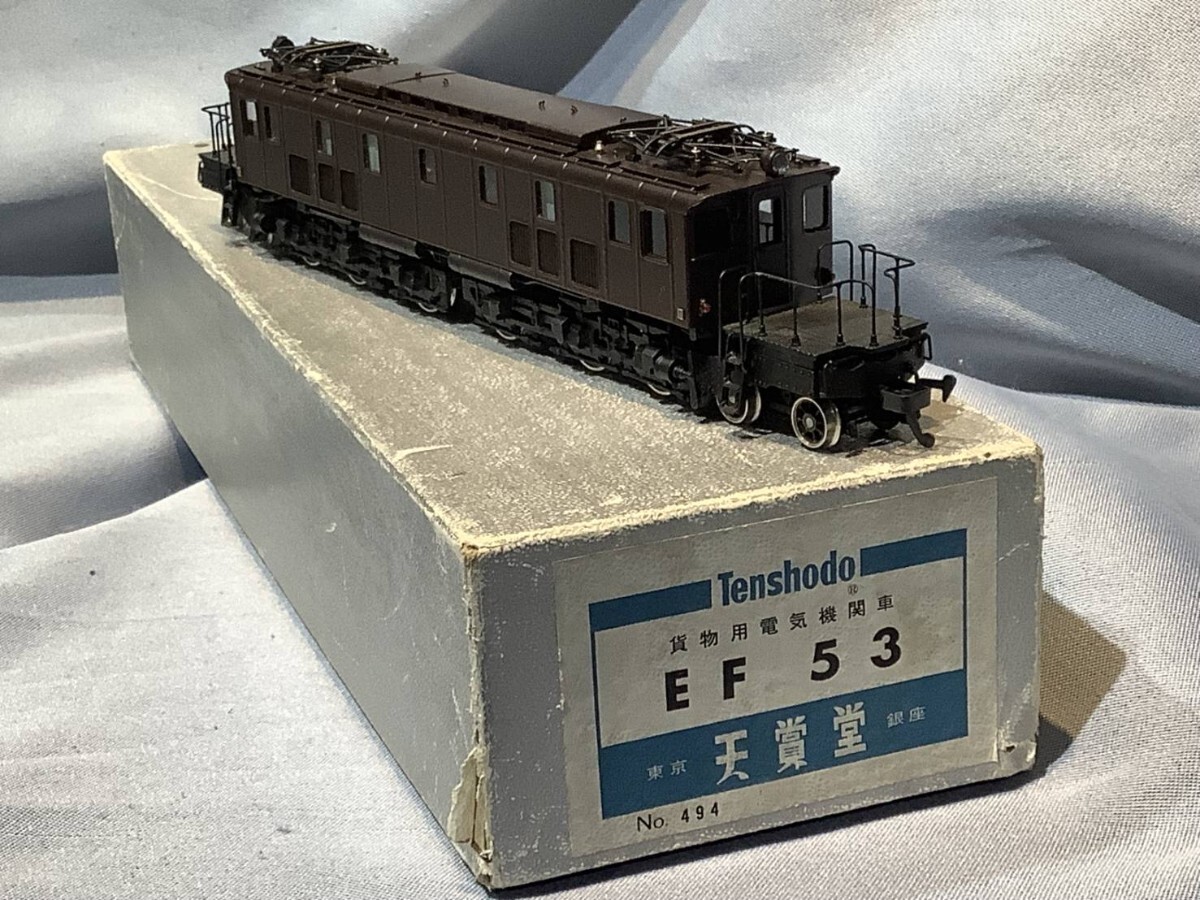 Tenshodo
®
貨物用電気機関車
EF 53
東京 天賞堂 銀座
No. 494